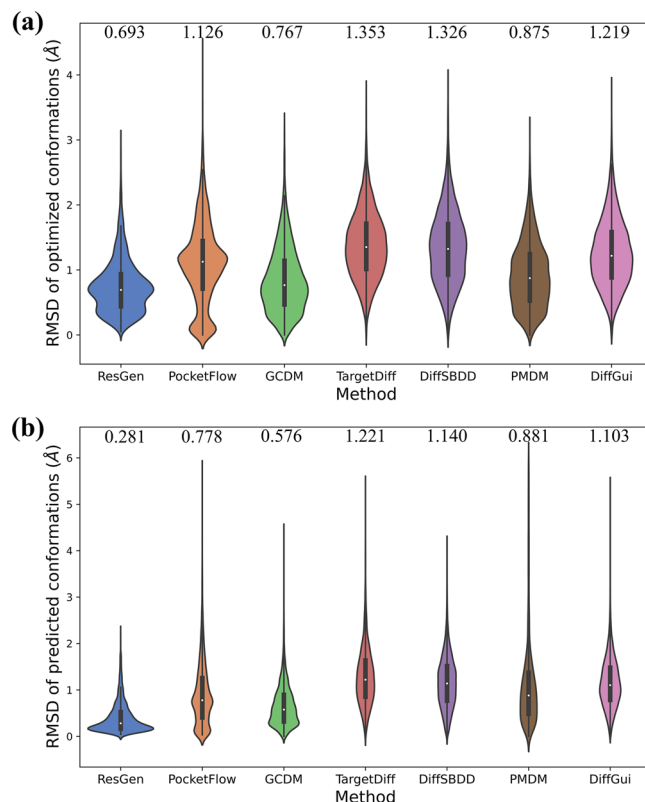 (a)
0.693 1.126 0.767 1.353 1.326 0.875 1.219
RMSD of optimized conformations (Å)
4
3
2
1
0
ResGen PocketFlow GCDM TargetDiff DiffSBDD PMDM DiffGui
Method
(b)
0.281 0.778 0.576 1.221 1.140 0.881 1.103
RMSD of predicted conformations (Å)
6
5
4
3
2
1
0
ResGen PocketFlow GCDM TargetDiff DiffSBDD PMDM DiffGui
Method